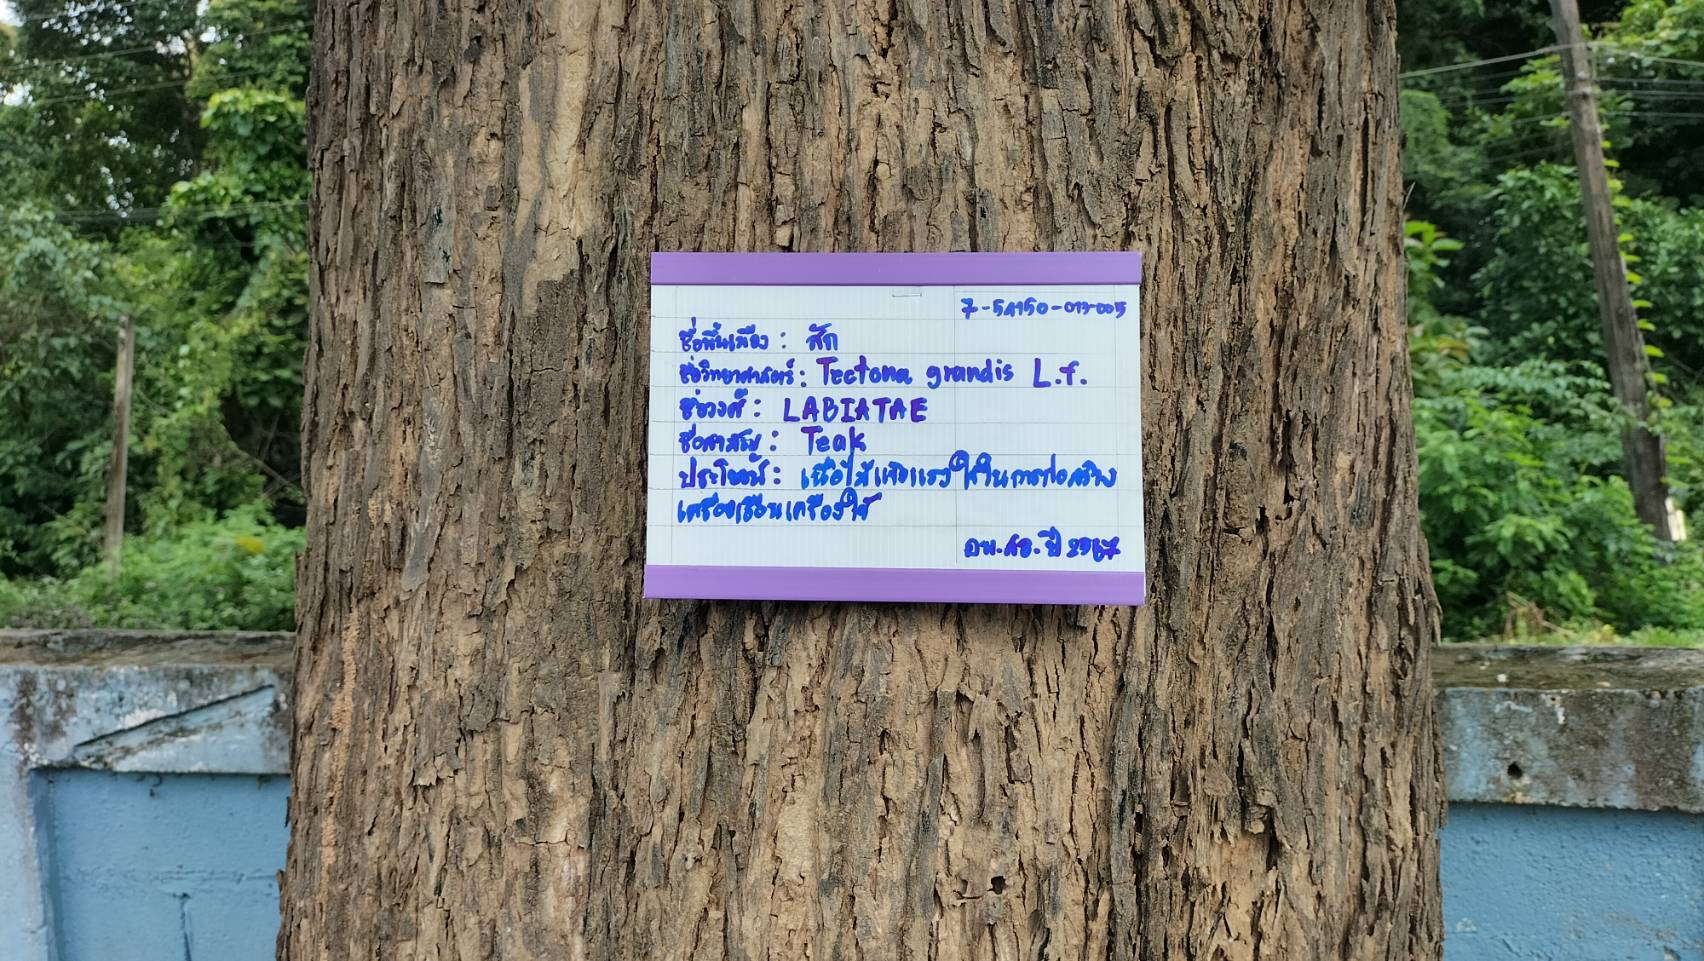 7-54150-013-005
ชื่อพื้นเมือง : สัก
ชื่อวิทยาศาสตร์ : Tectona grandis L.f.
ชื่อวงศ์ : LABIATAE
ชื่อสามัญ : Teak
ประโยชน์ : เนื้อไม้แข็งแรงใช้ในการก่อสร้าง
เครื่องเรือนเครื่องใช้
อพ.สธ. ปี 2567